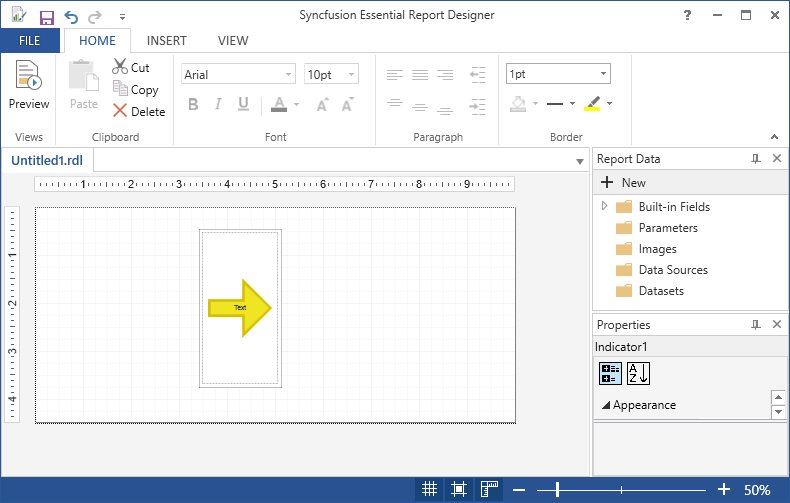 Syncfusion Essential Report Designer
?
FILE
HOME
INSERT
VIEW
Preview
Views
Paste
Cut
Copy
Delete
Clipboard
Arial
10pt
B I U A A A
Font
Paragraph
1pt
Border
Untitled1.rdl
1 2 3 4 5 6 7 8 9
1
2
3
4
Text
Report Data
New
Built-in Fields
Parameters
Images
Data Sources
Datasets
Properties
Indicator1
A
Z
Appearance
50%